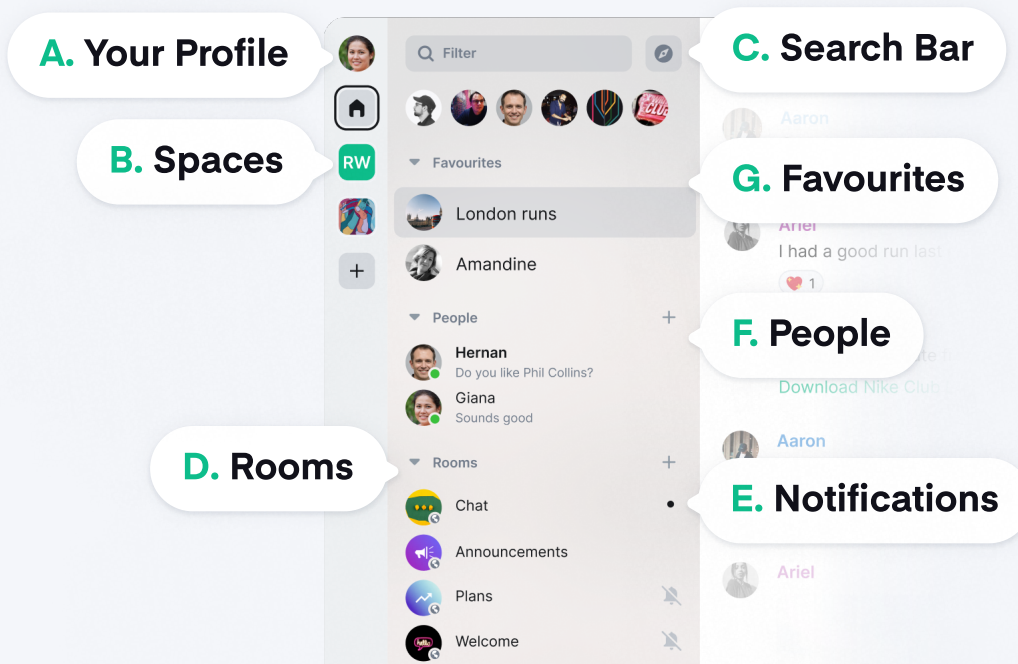 A. Your Profile
Filter
C. Search Bar
Aaron
B. Spaces
RW
Favourites
G. Favourites
London runs
Ariel
I had a good run last
Amandine
1
People
F. People
Hernan
Do you like Phil Collins?
Download Nike Club
Giana
Sounds good
Aaron
D. Rooms
Rooms
E. Notifications
Chat
Announcements
Ariel
Plans
Welcome